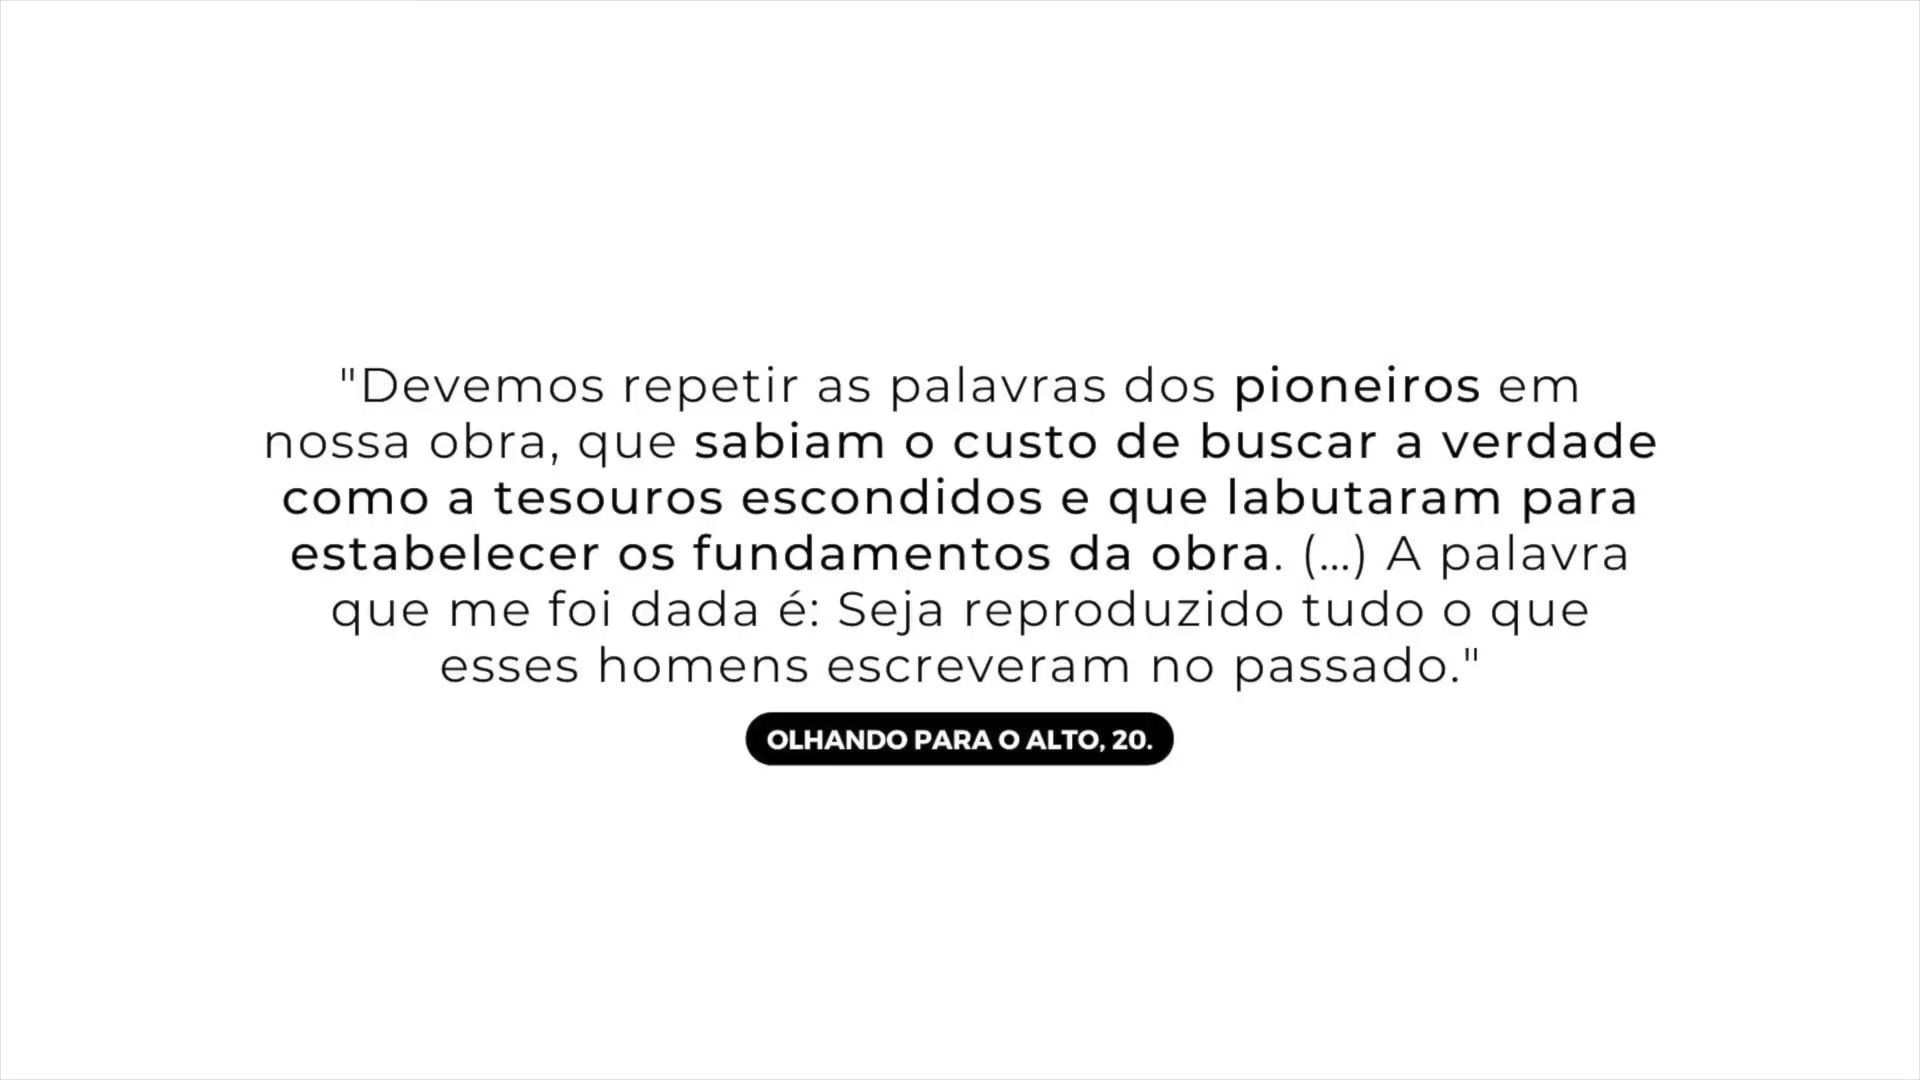 "Devemos repetir as palavras dos pioneiros em
nossa obra, que sabiam o custo de buscar a verdade
como a tesouros escondidos e que labutaram para
estabelecer os fundamentos da obra. (...) A palavra
que me foi dada é: Seja reproduzido tudo o que
esses homens escreveram no passado."
OLHANDO PARA O ALTO, 20.